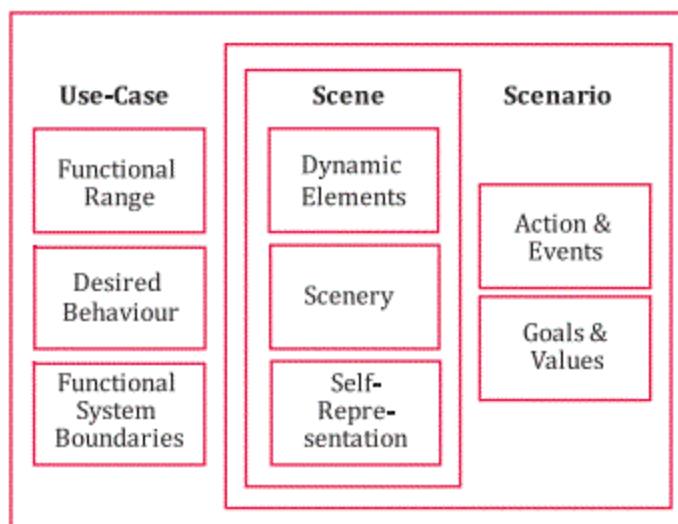 Use-Case
Functional
Range
Desired
Behaviour
Functional
System
Boundaries
Scene
Dynamic
Elements
Scenery
Self-
Repre-
sentation
Scenario
Action &
Events
Goals &
Values